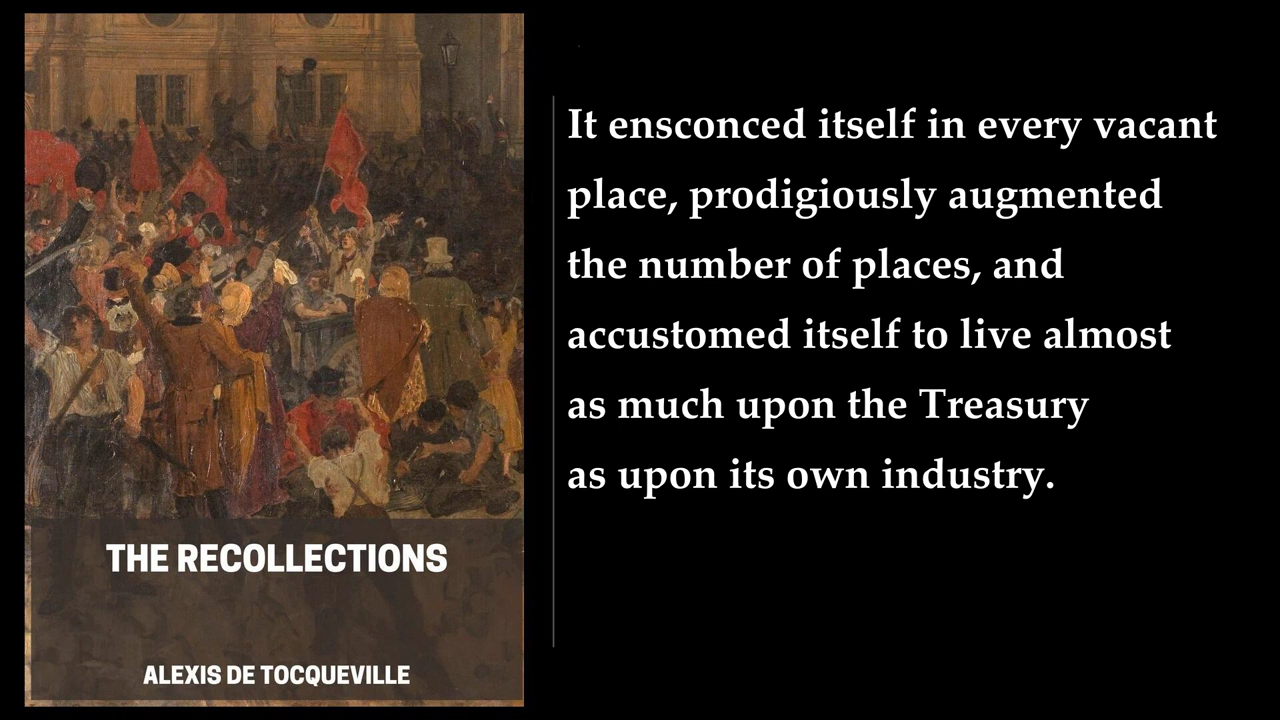 It ensconced itself in every vacant
place, prodigiously augmented
the number of places, and
accustomed itself to live almost
as much upon the Treasury
as upon its own industry.
THE RECOLLECTIONS
ALEXIS DE TOCQUEVILLE